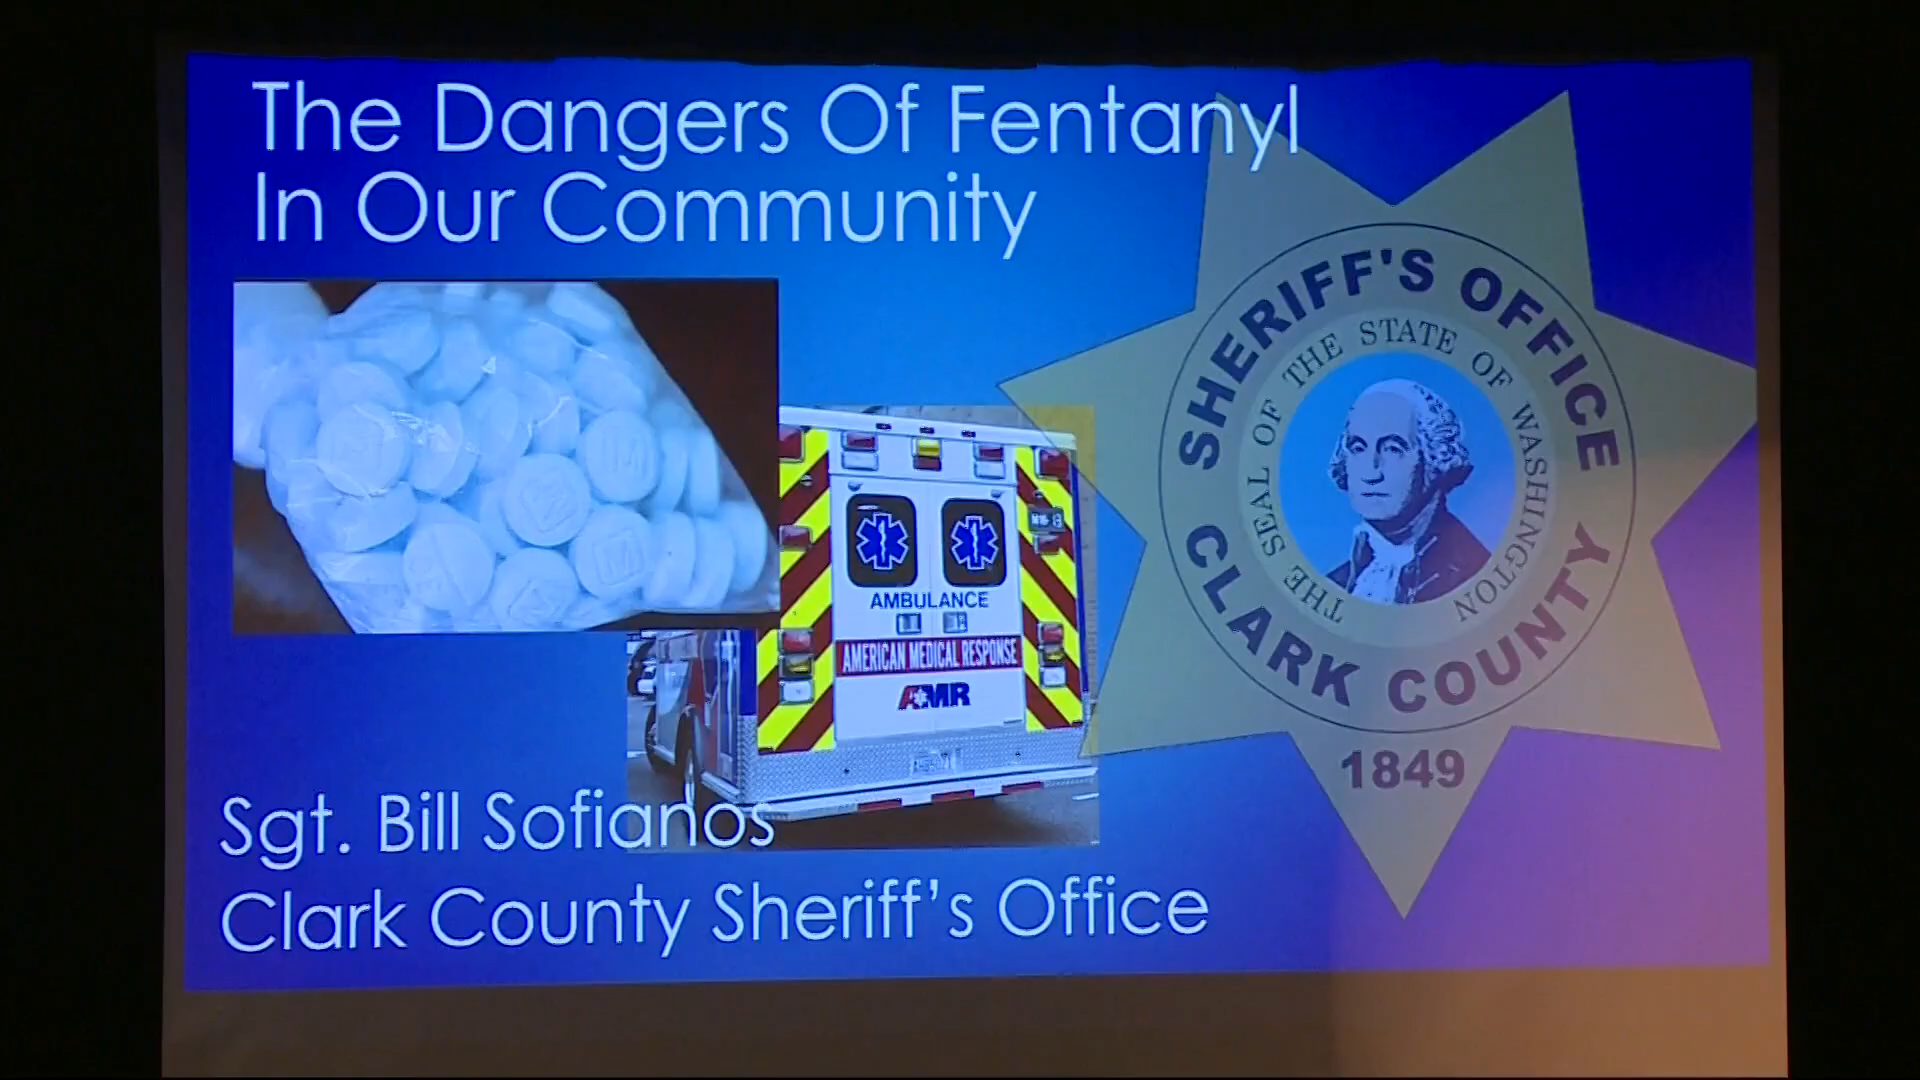 The Dangers Of Fentanyl
In Our Community
M
M
M
AMBULANCE
AMERICAN MEDICAL RESPONSE
AMR
SHERIFF'S OFFICE
THE SEAL OF THE STATE OF WASHINGTON
CLARK COUNTY
1849
Sgt. Bill Sofianos
Clark County Sheriff's Office